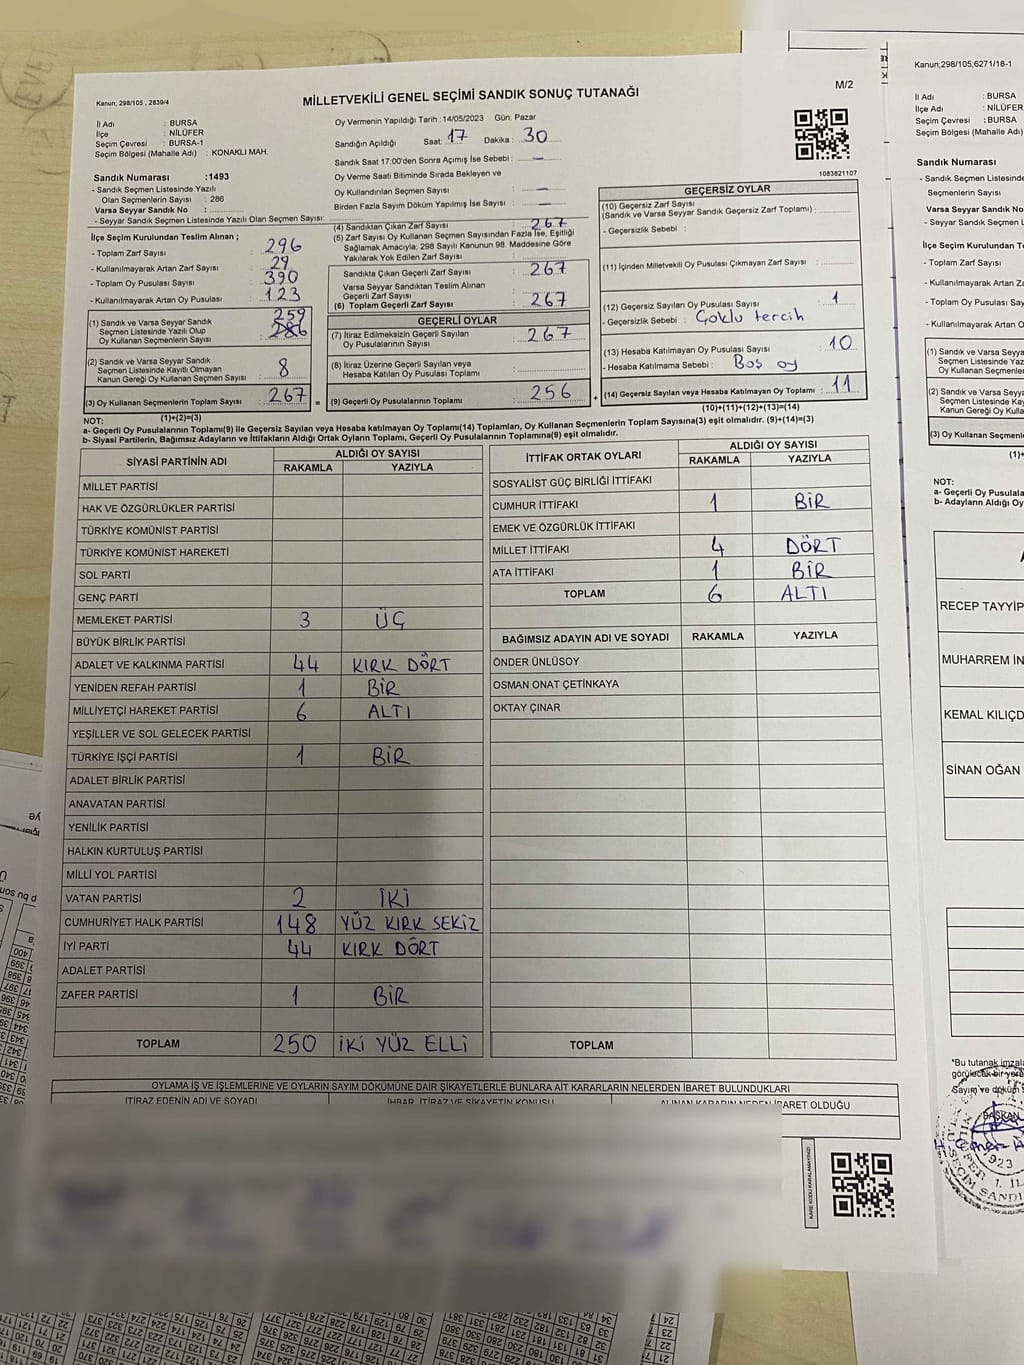 Kanun; 298/105 , 2839/4
MİLLETVEKİLİ GENEL SEÇİMİ SANDIK SONUÇ TUTANAĞI
M/2
İl Adı : BURSA
İlçe : NİLÜFER
Seçim Çevresi : BURSA-1
Seçim Bölgesi (Mahalle Adı) : KONAKLI MAH.
Sandık Numarası :1493
- Sandık Seçmen Listesinde Yazılı
Olan Seçmenlerin Sayısı : 286
Varsa Seyyar Sandık No :
- Seyyar Sandık Seçmen Listesinde Yazılı Olan Seçmen Sayısı:
İlçe Seçim Kurulundan Teslim Alınan ;
- Toplam Zarf Sayısı : 296
- Kullanılmayarak Artan Zarf Sayısı : 29
- Toplam Oy Pusulası : 390
- Kullanılmayarak Artan Oy Pusulası : 123
(1) Sandık ve Varsa Seyyar Sandık
Seçmen Listesinde Yazılı Olup
Oy Kullanan Seçmenlerin Sayısı : 259
286
(2) Sandık ve Varsa Seyyar Sandık
Seçmen Listesinde Kayıtlı Olmayan
Kanun Gereği Oy Kullanan Seçmen Sayısı : 8
(3) Oy Kullanan Seçmenlerin Toplam Sayısı : 267
(1)+(2)=(3)
Oy Vermenin Yapıldığı Tarih : 14/05/2023 Gün: Pazar
Sandığın Açıldığı Saat: 17 Dakika : 30
Sandık Saat 17:00'den Sonra Açımış İse Sebebi : —
Oy Verme Saati Bitiminde Sırada Bekleyen ve
Oy Kullandırılan Seçmen Sayısı : —
Birden Fazla Sayım Döküm Yapılmış İse Sayısı : —
(4) Sandıktan Çıkan Zarf Sayısı : 267
(5) Zarf Sayısı Oy Kullanan Seçmen Sayısından Fazla İse, Eşitliği
Sağlamak Amacıyla; 298 Sayılı Kanunun 98. Maddesine Göre
Yakılarak Yok Edilen Zarf Sayısı :
Sandıkta Çıkan Geçerli Zarf Sayısı : 267
Varsa Seyyar Sandıktan Teslim Alınan
Geçerli Zarf Sayısı :
(6) Toplam Geçerli Zarf Sayısı : 267
GEÇERLİ OYLAR
(7) İtiraz Edilmeksizin Geçerli Sayılan
Oy Pusulalarının Sayısı : 267
(8) İtiraz Üzerine Geçerli Sayılan veya
Hesaba Katılan Oy Pusulası Toplamı :
= (9) Geçerli Oy Pusulalarının Toplamı : 256 +
1083821107
GEÇERSİZ OYLAR
(10) Geçersiz Zarf Sayısı
(Sandık ve Varsa Seyyar Sandık Geçersiz Zarf Toplamı) :
- Geçersizlik Sebebi :
(11) İçinden Milletvekili Oy Pusulası Çıkmayan Zarf Sayısı :
(12) Geçersiz Sayılan Oy Pusulası Sayısı : 1
- Geçersizlik Sebebi : Çoklu tercih
(13) Hesaba Katılmayan Oy Pusulası Sayısı : 10
- Hesaba Katılmama Sebebi : Boş oy
(14) Geçersiz Sayılan veya Hesaba Katılmayan Oy Toplamı : 11
(10)+(11)+(12)+(13)=(14)
NOT:
a- Geçerli Oy Pusulalarının Toplamı(9) ile Geçersiz Sayılan veya Hesaba katılmayan Oy Toplamı(14) Toplamları, Oy Kullanan Seçmenlerin Toplam Sayısına(3) eşit olmalıdır. (9)+(14)=(3)
b- Siyasi Partilerin, Bağımsız Adayların ve İttifakların Aldığı Ortak Oyların Toplamı, Geçerli Oy Pusulalarının Toplamına(9) eşit olmalıdır.
SİYASİ PARTİNİN ADI ALDIĞI OY SAYISI
RAKAMLA YAZIYLA
MİLLET PARTİSİ
HAK VE ÖZGÜRLÜKLER PARTİSİ
TÜRKİYE KOMÜNİST PARTİSİ
TÜRKİYE KOMÜNİST HAREKETİ
SOL PARTİ
GENÇ PARTİ
MEMLEKET PARTİSİ 3 ÜÇ
BÜYÜK BİRLİK PARTİSİ
ADALET VE KALKINMA PARTİSİ 44 KIRK DÖRT
YENİDEN REFAH PARTİSİ 1 BİR
MİLLİYETÇİ HAREKET PARTİSİ 6 ALTI
YEŞİLLER VE SOL GELECEK PARTİSİ
TÜRKİYE İŞÇİ PARTİSİ 1 BİR
ADALET BİRLİK PARTİSİ
ANAVATAN PARTİSİ
YENİLİK PARTİSİ
HALKIN KURTULUŞ PARTİSİ
MİLLİ YOL PARTİSİ
VATAN PARTİSİ 2 İKİ
CUMHURİYET HALK PARTİSİ 148 YÜZ KIRK SEKİZ
İYİ PARTİ 44 KIRK DÖRT
ADALET PARTİSİ
ZAFER PARTİSİ 1 BİR
TOPLAM 250 İKİ YÜZ ELLİ
İTTİFAK ORTAK OYLARI ALDIĞI OY SAYISI
RAKAMLA YAZIYLA
SOSYALİST GÜÇ BİRLİĞİ İTTİFAKI
CUMHUR İTTİFAKI 1 BİR
EMEK VE ÖZGÜRLÜK İTTİFAKI
MİLLET İTTİFAKI 4 DÖRT
ATA İTTİFAKI 1 BİR
TOPLAM 6 ALTI
BAĞIMSIZ ADAYIN ADI VE SOYADI RAKAMLA YAZIYLA
ÖNDER ÜNLÜSOY
OSMAN ONAT ÇETİNKAYA
OKTAY ÇINAR
TOPLAM
OYLAMA İŞ VE İŞLEMLERİNE VE OYLARIN SAYIM DÖKÜMÜNE DAİR ŞİKAYETLERLE BUNLARA AİT KARARLARIN NELERDEN İBARET BULUNDUKLARI
İTİRAZ EDENİN ADI VE SOYADI İHBAR, İTİRAZ VE ŞİKAYETİN KONUSU ALINAN KARARIN NEDEN İBARET OLDUĞU
KARE KODU KARALAMAYINIZ!
Kanun;298/105;6271/18-1
İl Adı : BURSA
İlçe Adı : NİLÜFER
Seçim Çevresi : BURSA
Seçim Bölgesi (Mahalle Adı)
Sandık Numarası
- Sandık Seçmen Listesinde
Seçmenlerin Sayısı
Varsa Seyyar Sandık No
- Seyyar Sandık Seçmen L
İlçe Seçim Kurulundan T
- Toplam Zarf Sayısı
- Kullanılmayarak Artan Za
- Toplam Oy Pusulası Say
- Kullanılmayarak Artan O
(1) Sandık ve Varsa Seyya
Seçmen Listesinde Yaz
Oy Kullanan Seçmenle
(2) Sandık ve Varsa Seyya
Seçmen Listesinde Kay
Kanun Gereği Oy Kulla
(3) Oy Kullanan Seçmenle
(1)+
NOT:
a- Geçerli Oy Pusulala
b- Adayların Aldığı Oy
RECEP TAYYİP
MUHARREM İN
KEMAL KILIÇD
SİNAN OĞAN
*Bu tutanak imzala
Sayım ve döküm
BAŞKAN